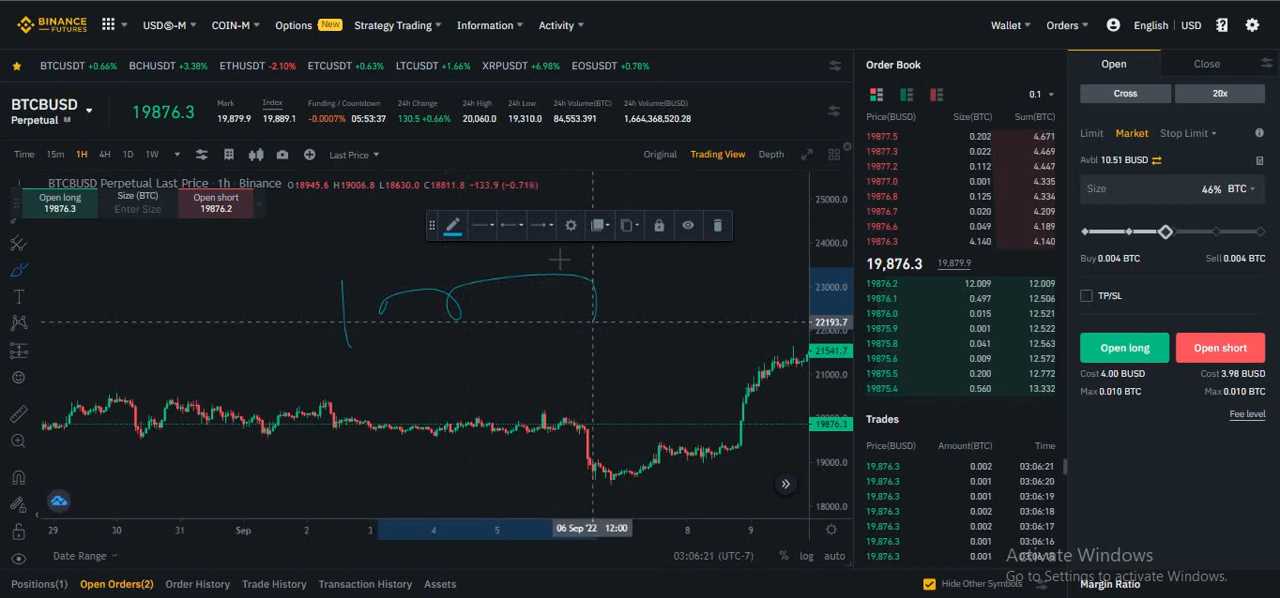 BINANCE
FUTURES
USDⓈ-M
COIN-M
Options New
Strategy Trading
Information
Activity
Wallet
Orders
English | USD
BTCUSDT +0.66% BCHUSDT +3.38% ETHUSDT -2.10% ETCUSDT +0.63% LTCUSDT +1.66% XRPUSDT +6.98% EOSUSDT +0.78%
BTCBUSD
Perpetual
19876.3
Mark
19,879.9
Index
19,889.1
Funding / Countdown
-0.0007% 05:53:37
24h Change
130.5 +0.66%
24h High
20,060.0
24h Low
19,310.0
24h Volume(BTC)
84,553.391
24h Volume(BUSD)
1,664,368,520.28
Time 15m 1H 4H 1D 1W
Last Price
Original Trading View Depth
BTCBUSD Perpetual Last Price · 1h · Binance O18945.6 H19006.8 L18630.0 C18811.8 -133.9 (-0.71%)
Open long
19876.3
Size (BTC)
Enter Size
Open short
19876.2
25000.0
24000.0
23000.0
22193.7
22000.0
21541.7
21000.0
20000.0
19876.3
19000.0
18000.0
29 30 31 Sep 2 3 4 5 06 Sep '22 12:00 8 9
Date Range
03:06:21 (UTC-7) % log auto
Order Book
0.1
Price(BUSD) Size(BTC) Sum(BTC)
19877.5 0.202 4.671
19877.3 0.022 4.469
19877.2 0.112 4.447
19877.0 0.001 4.335
19876.8 0.125 4.334
19876.7 0.020 4.209
19876.6 0.049 4.189
19876.3 4.140 4.140
19,876.3 19,879.9
19876.2 12.009 12.009
19876.1 0.497 12.506
19876.0 0.015 12.521
19875.9 0.001 12.522
19875.8 0.041 12.563
19875.6 0.009 12.572
19875.5 0.200 12.772
19875.4 0.560 13.332
Trades
Price(BUSD) Amount(BTC) Time
19,876.3 0.002 03:06:21
19,876.3 0.001 03:06:20
19,876.3 0.001 03:06:19
19,876.3 0.002 03:06:18
19,876.3 0.002 03:06:17
19,876.3 0.001 03:06:16
19,876.3 0.001
Open Close
Cross 20x
Limit Market Stop Limit
Avbl 10.51 BUSD
Size 46% BTC
Buy 0.004 BTC Sell 0.004 BTC
TP/SL
Open long Open short
Cost 4.00 BUSD Cost 3.98 BUSD
Max 0.010 BTC Max 0.010 BTC
Fee level
Activate Windows
Go to Settings to activate Windows.
Positions(1) Open Orders(2) Order History Trade History Transaction History Assets
Hide Other Symbols
Margin Ratio